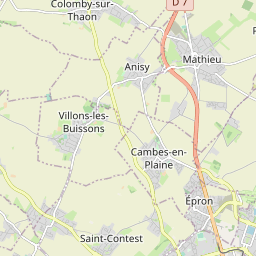 Colomby-sur-
Thaon
D 7
Mathieu
Anisy
Villons-les-
Buissons
Cambes-en-
Plaine
Épron
Saint-Contest